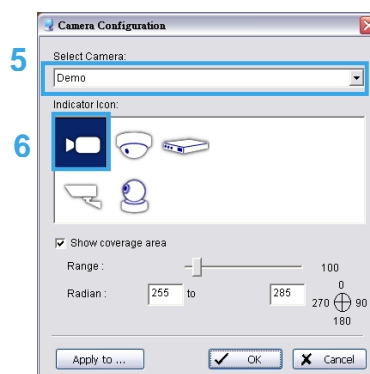 Camera Configuration
5
Select Camera:
Demo
Indicator Icon:
6
Show coverage area
Range :
100
Radian :
255 to 285
0
270 90
180
Apply to ...
OK
Cancel